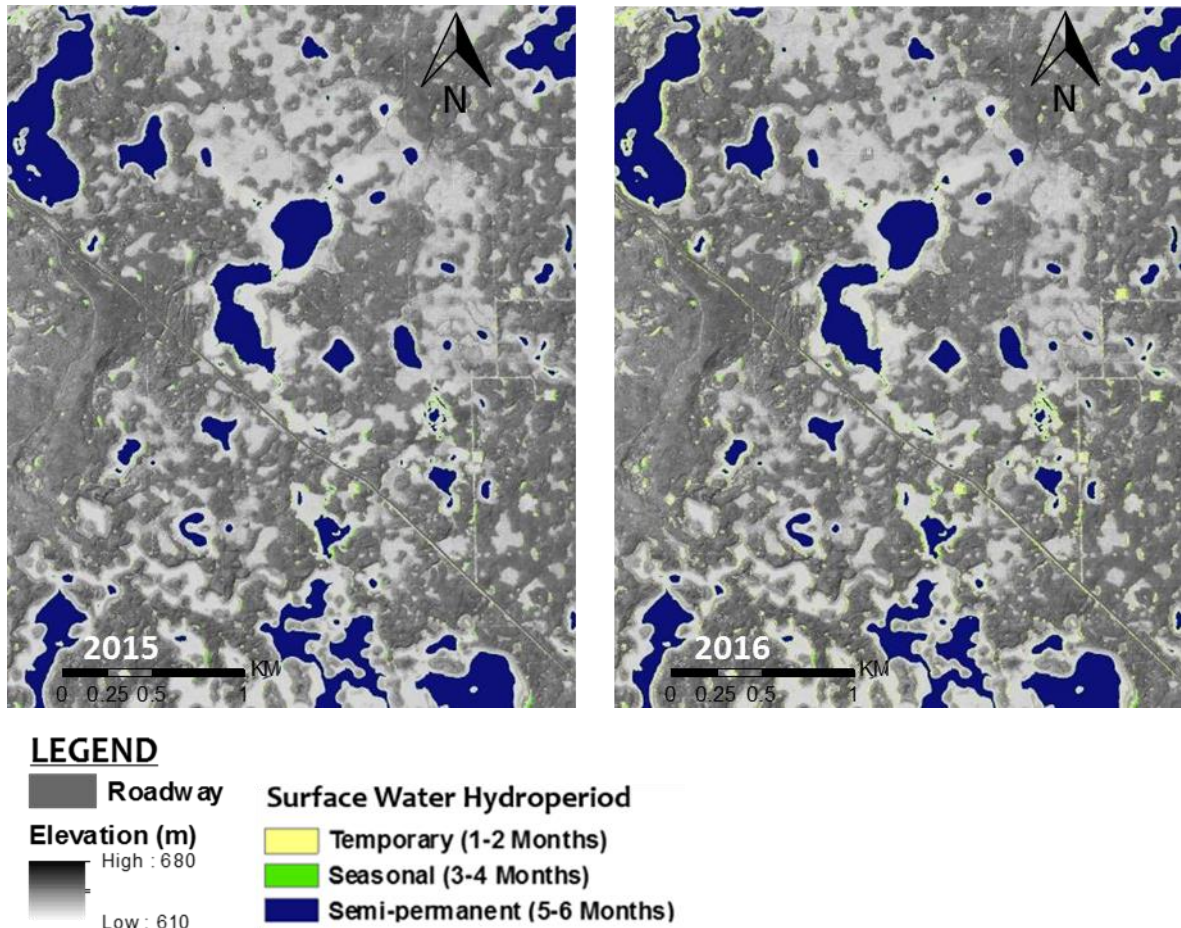 N
2015
KM
0 0.25 0.5 1
N
2016
KM
0 0.25 0.5 1
LEGEND
Roadway
Elevation (m)
High : 680
Low : 610
Surface Water Hydroperiod
Temporary (1-2 Months)
Seasonal (3-4 Months)
Semi-permanent (5-6 Months)